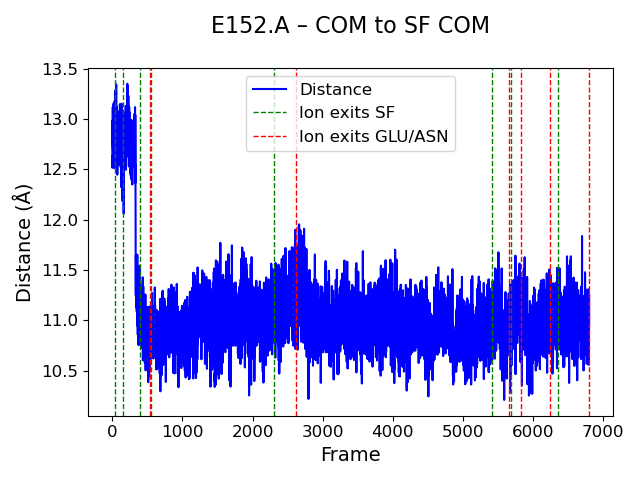 E152.A – COM to SF COM
Distance
Ion exits SF
Ion exits GLU/ASN
13.5
13.0
12.5
12.0
11.5
11.0
10.5
Distance (Å)
0 1000 2000 3000 4000 5000 6000 7000
Frame